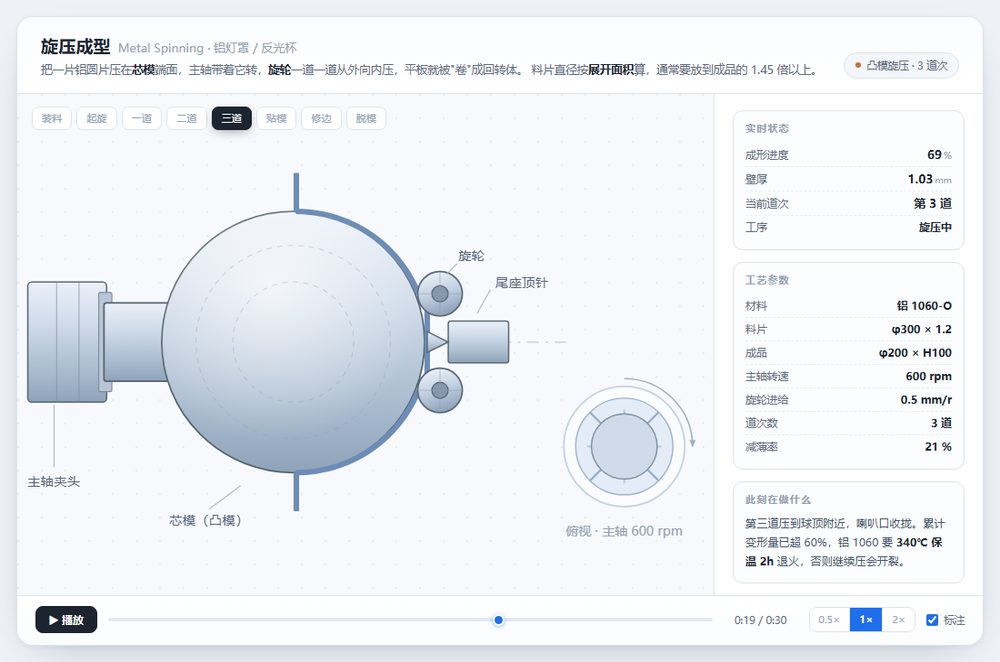 旋压成型 Metal Spinning · 铝灯罩 / 反光杯
把一片铝圆片压在芯模端面，主轴带着它转，旋轮一道一道从外向内压，平板就被"卷"成回转体。 料片直径按展开面积算，通常要放到成品的 1.45 倍以上。
凸模旋压 · 3 道次
装料 起旋 一道 二道 三道 贴模 修边 脱模
旋轮
尾座顶针
主轴夹头
芯模（凸模）
俯视 · 主轴 600 rpm
实时状态
成形进度 69 %
壁厚 1.03 mm
当前道次 第 3 道
工序 旋压中
工艺参数
材料 铝 1060-O
料片 φ300 × 1.2
成品 φ200 × H100
主轴转速 600 rpm
旋轮进给 0.5 mm/r
道次数 3 道
减薄率 21 %
此刻在做什么
第三道压到球顶附近，喇叭口收拢。累计
变形量已超 60%，铝 1060 要 340℃ 保
温 2h 退火，否则继续压会开裂。
▶ 播放 0:19 / 0:30 0.5× 1× 2× 标注